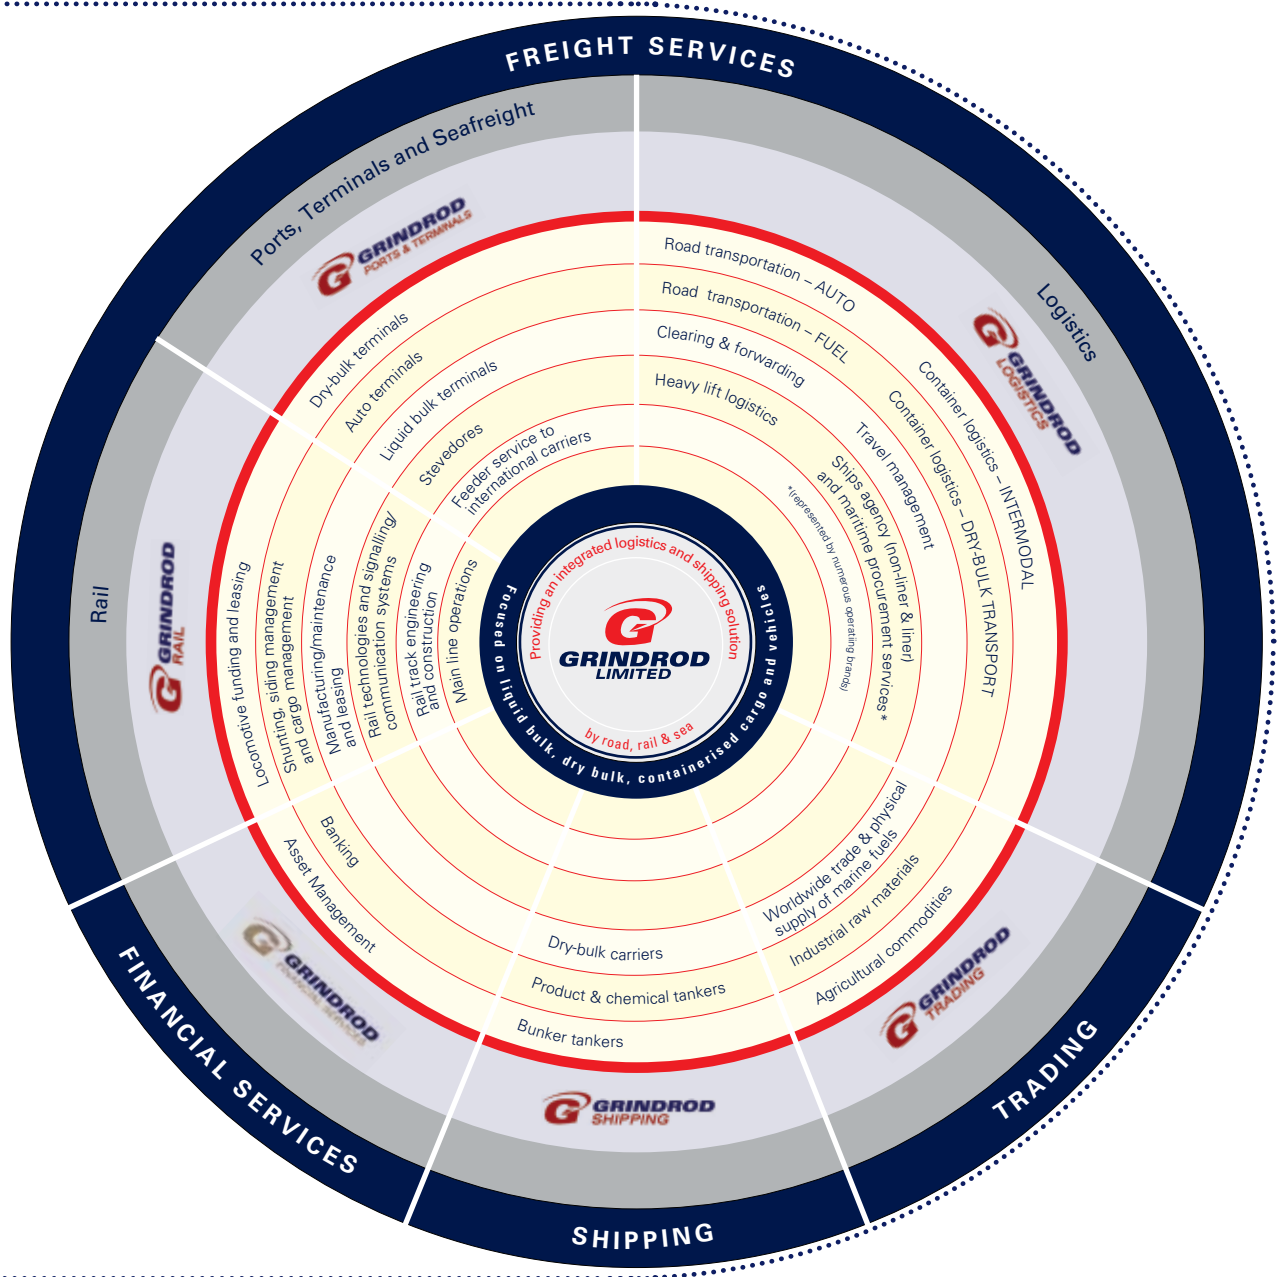 FREIGHT SERVICES
Ports, Terminals and Seafreight
GRINDROD
PORTS & TERMINALS
Dry-bulk terminals
Auto terminals
Liquid bulk terminals
Stevedores
Feeder service to
international carriers
Logistics
GRINDROD
LOGISTICS
Road transportation – AUTO
Road transportation – FUEL
Clearing & forwarding
Heavy lift logistics
Container logistics – INTERMODAL
Container logistics – DRY-BULK TRANSPORT
Travel management
Ships agency (non-liner & liner)
and maritime procurement services*
*(represented by numerous operating brands)
Rail
GRINDROD
RAIL
Locomotive funding and leasing
Shunting, siding management
and cargo management
Manufacturing/maintenance
and leasing
Rail technologies and signalling/
communication systems
Rail track engineering
and construction
Main line operations
Providing an integrated logistics and shipping solution
GRINDROD
LIMITED
by road, rail & sea
Focused on liquid bulk, dry bulk, containerised cargo and vehicles
FINANCIAL SERVICES
GRINDROD
FINANCIAL SERVICES
Banking
Asset Management
SHIPPING
GRINDROD
SHIPPING
Dry-bulk carriers
Product & chemical tankers
Bunker tankers
TRADING
GRINDROD
TRADING
Worldwide trade & physical
supply of marine fuels
Industrial raw materials
Agricultural commodities